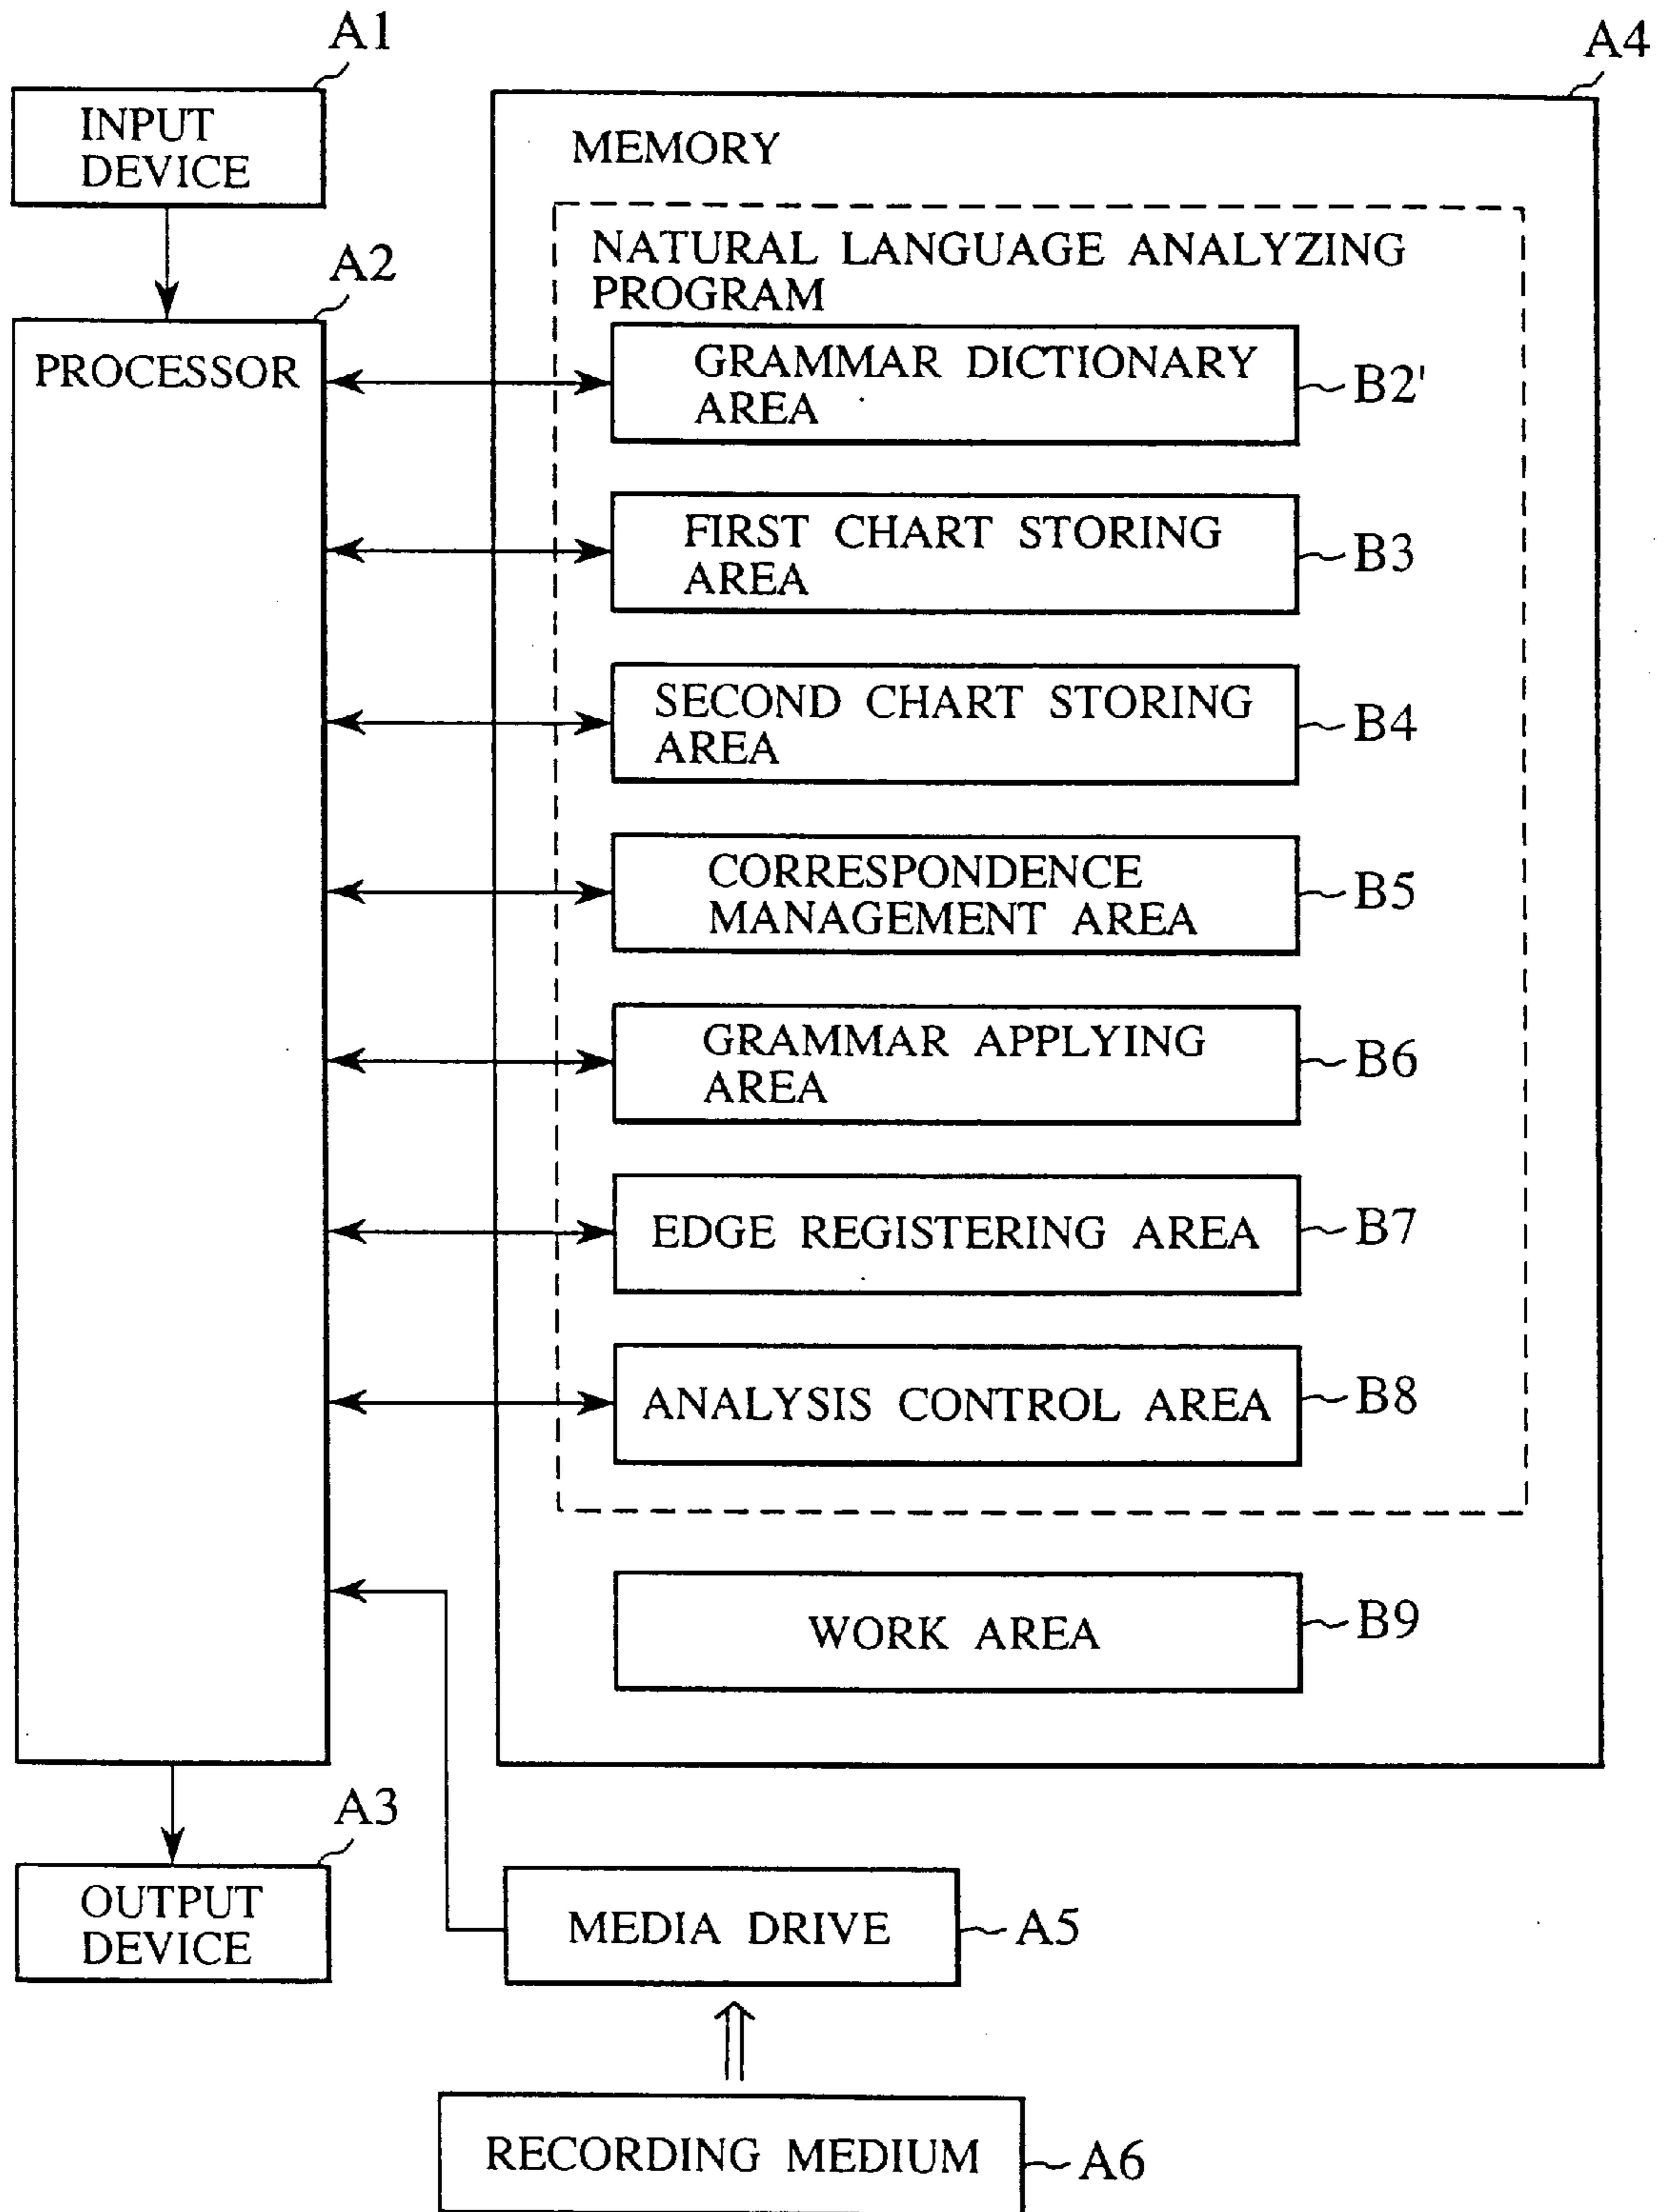 A1
A4
INPUT
DEVICE
MEMORY
NATURAL LANGUAGE ANALYZING
PROGRAM
A2
PROCESSOR
GRAMMAR DICTIONARY
AREA
B2'
FIRST CHART STORING
AREA
B3
SECOND CHART STORING
AREA
B4
CORRESPONDENCE
MANAGEMENT AREA
B5
GRAMMAR APPLYING
AREA
B6
EDGE REGISTERING AREA
B7
ANALYSIS CONTROL AREA
B8
WORK AREA
B9
A3
OUTPUT
DEVICE
MEDIA DRIVE
A5
RECORDING MEDIUM
A6